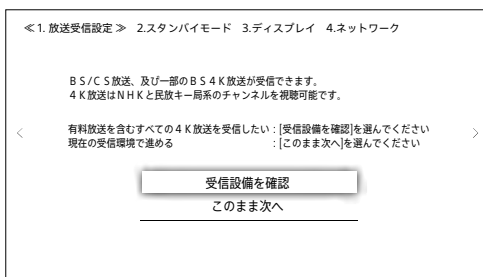 ≪1. 放送受信設定≫ 2.スタンバイモード 3.ディスプレイ 4.ネットワーク
ＢＳ/ＣＳ放送、及び一部のＢＳ４Ｋ放送が受信できます。
４Ｋ放送はＮＨＫと民放キー局系のチャンネルを視聴可能です。
有料放送を含むすべての４Ｋ放送を受信したい : [受信設備を確認]を選んでください
現在の受信環境で進める : [このまま次へ]を選んでください
受信設備を確認
このまま次へ